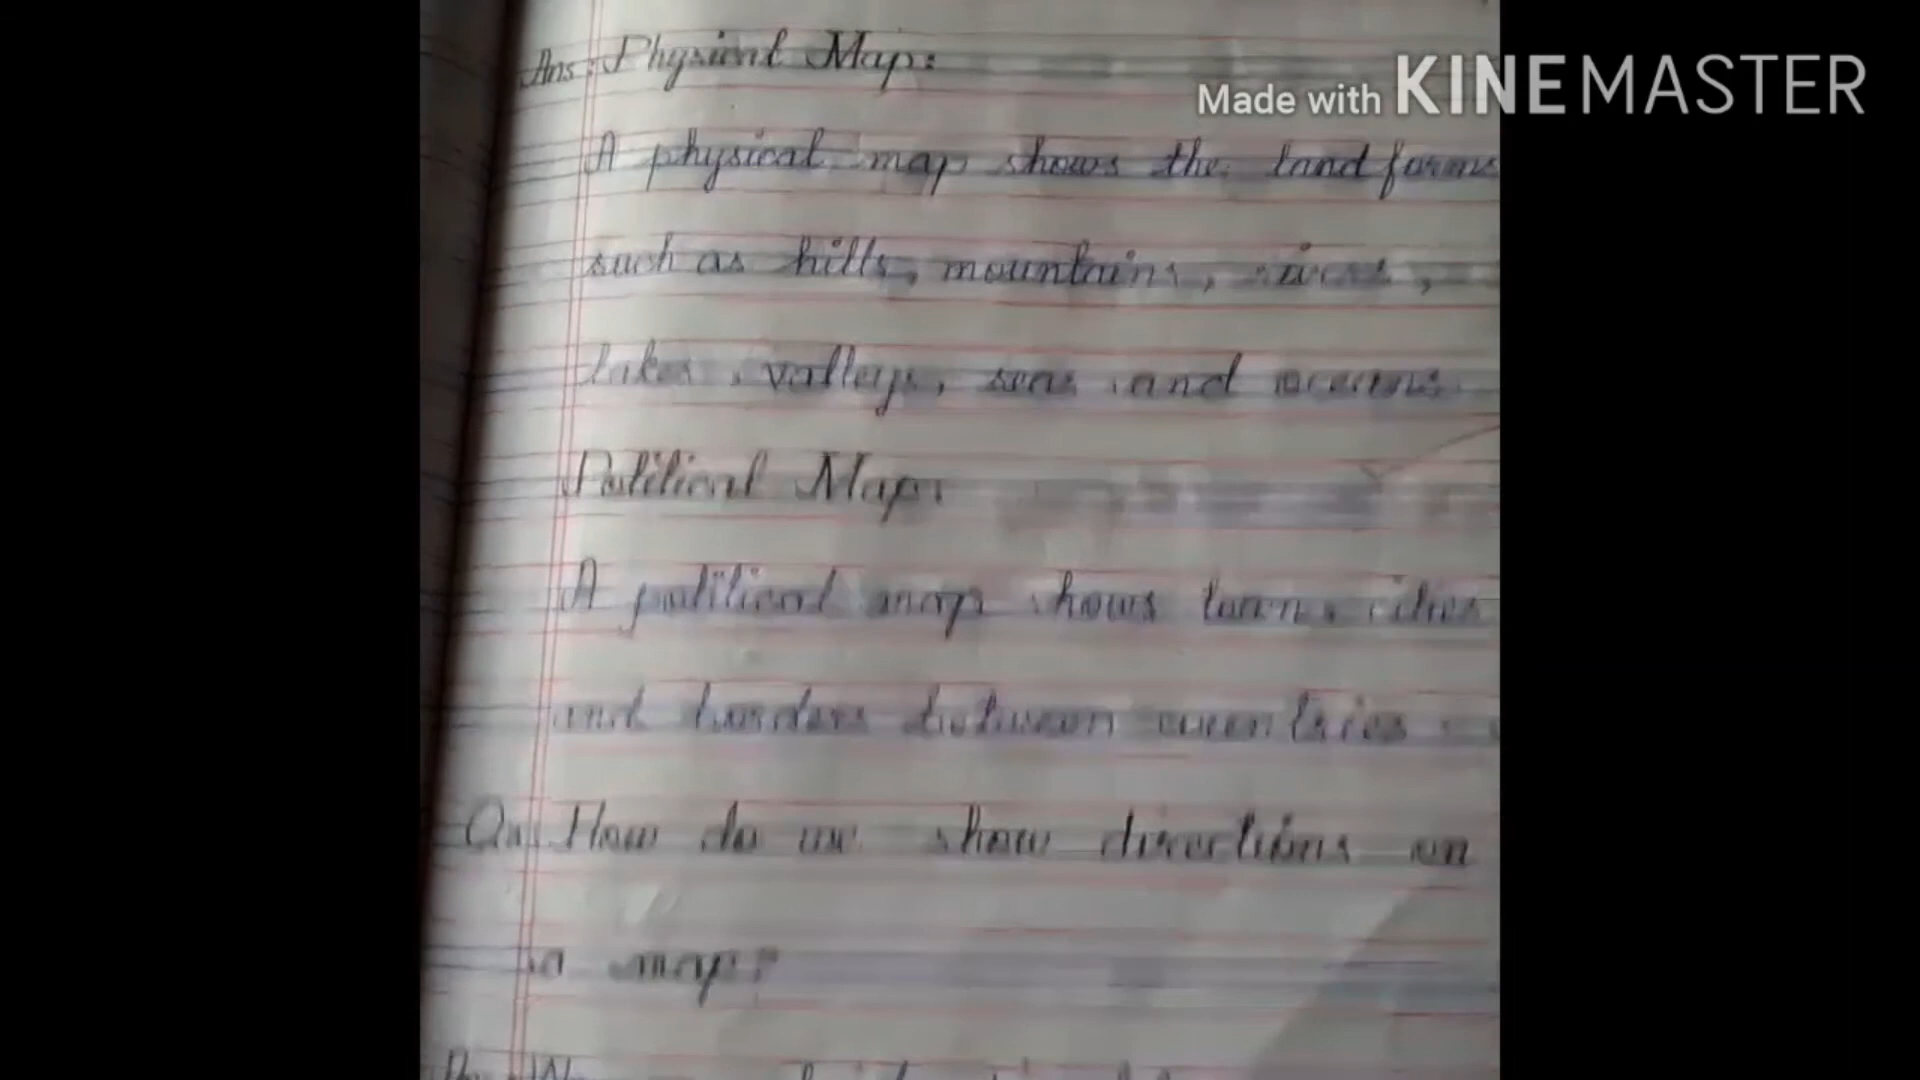 Ans: Physical Map:
Made with KINEMASTER
A physical map shows the landforms
such as hills, mountains, rivers,
lakes, valleys, seas and oceans.
Political Map:
A political map shows towns, cities
and borders between countries.
Qn: How do we show directions on
a map?